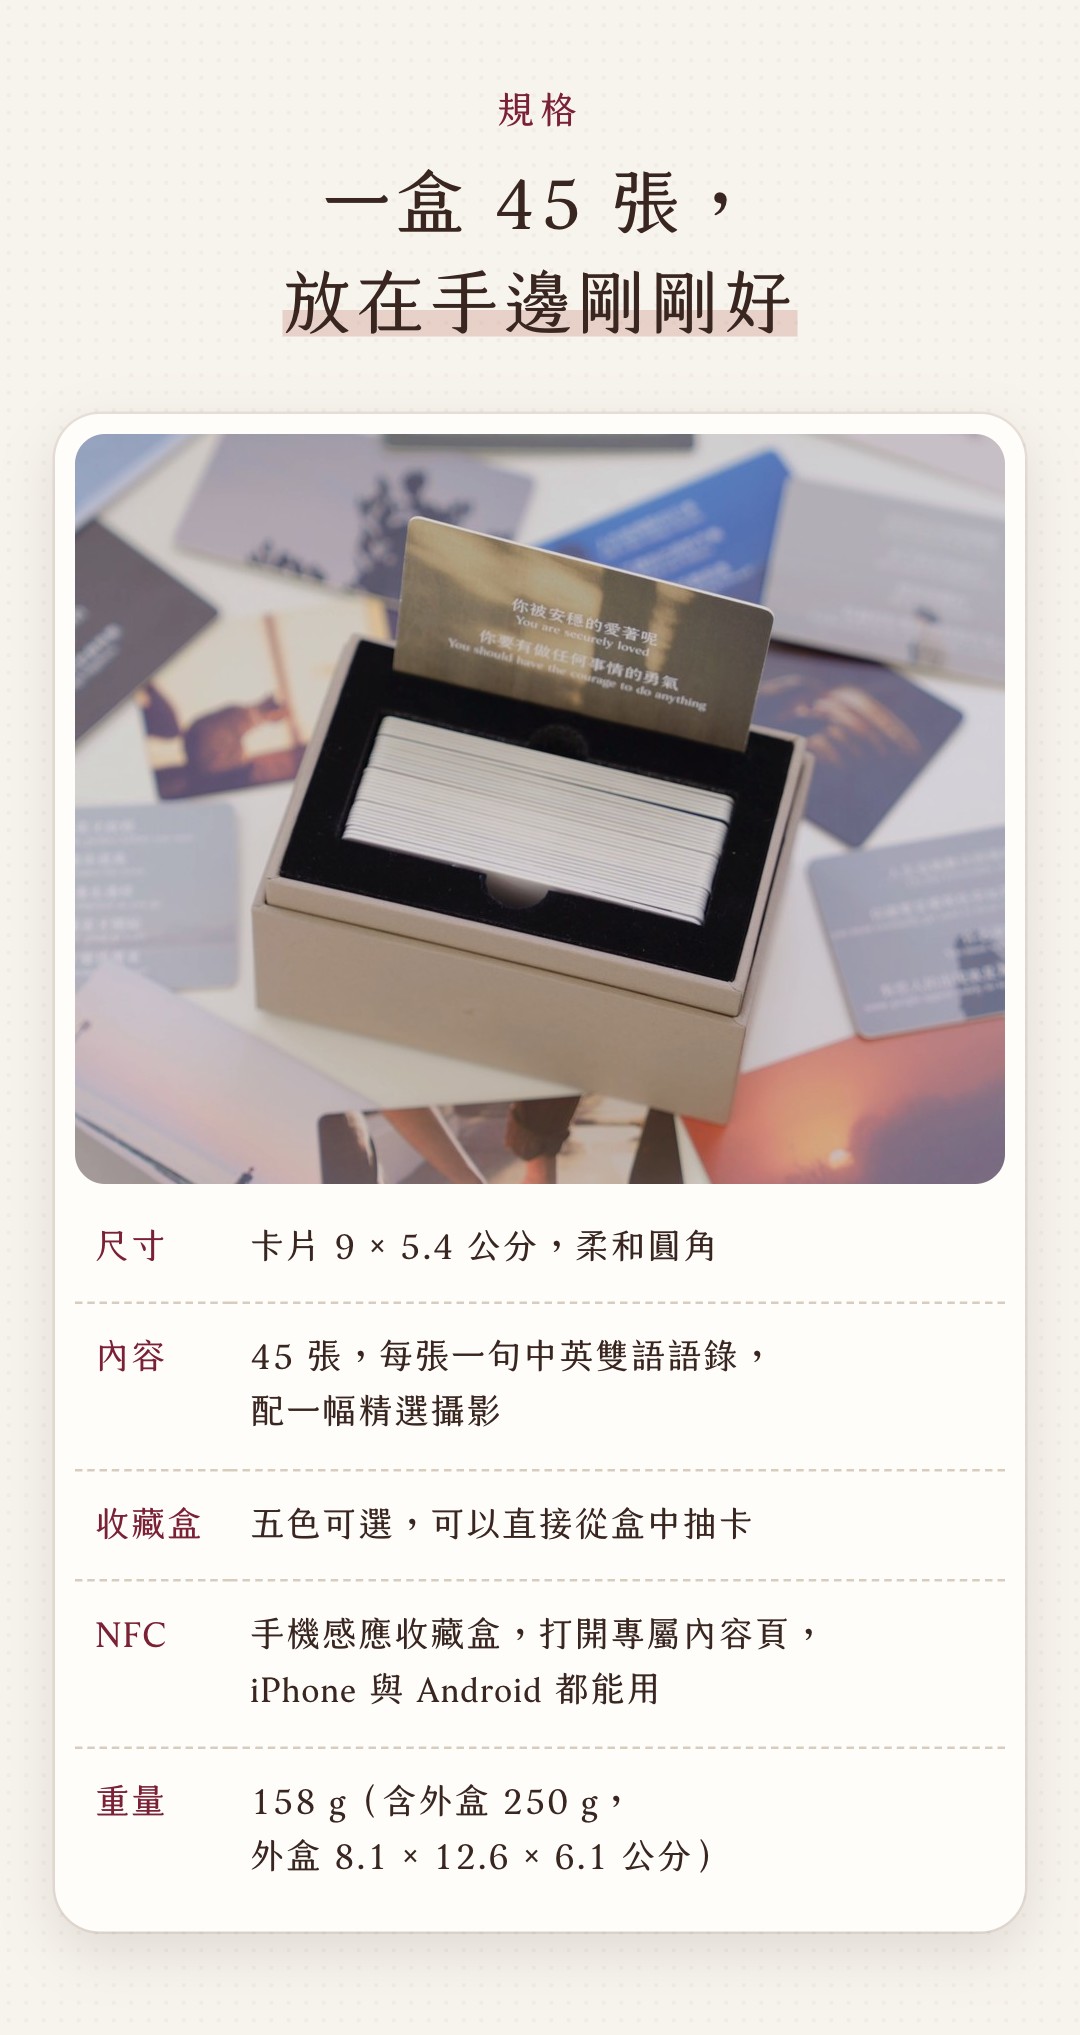 規格
一盒 45 張，
放在手邊剛剛好
你被安穩的愛著呢
You are securely loved
你要有做任何事情的勇氣
You should have the courage to do anything
尺寸
卡片 9 × 5.4 公分，柔和圓角
內容
45 張，每張一句中英雙語語錄，
配一幅精選攝影
收藏盒
五色可選，可以直接從盒中抽卡
NFC
手機感應收藏盒，打開專屬內容頁，
iPhone 與 Android 都能用
重量
158 g（含外盒 250 g，
外盒 8.1 × 12.6 × 6.1 公分）